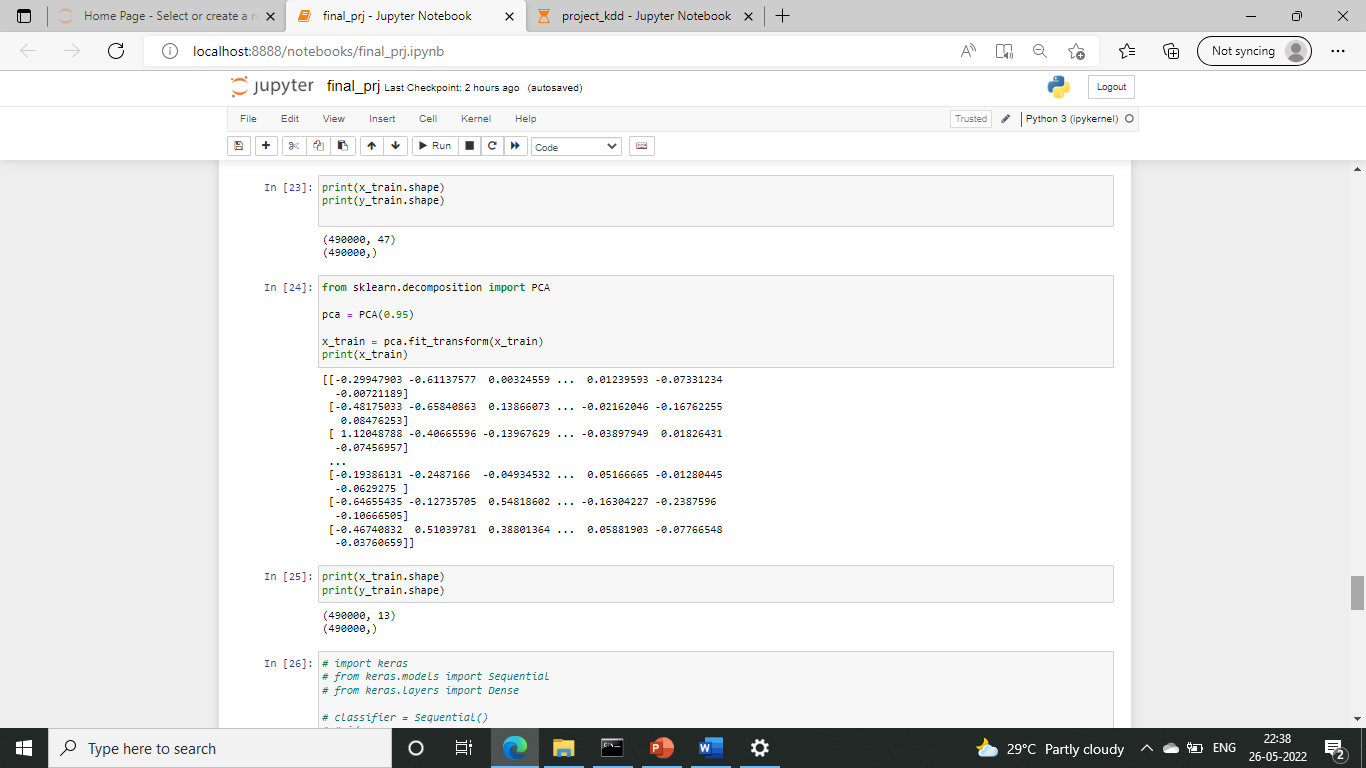 Home Page - Select or create a n
final_prj - Jupyter Notebook
project_kdd - Jupyter Notebook
localhost:8888/notebooks/final_prj.ipynb
Not syncing
jupyter final_prj Last Checkpoint: 2 hours ago (autosaved)
Logout
File Edit View Insert Cell Kernel Help
Trusted
Python 3 (ipykernel)
Run
Code
In [23]: print(x_train.shape)
print(y_train.shape)
(490000, 47)
(490000,)
In [24]: from sklearn.decomposition import PCA
pca = PCA(0.95)
x_train = pca.fit_transform(x_train)
print(x_train)
[[-0.29947903 -0.61137577  0.00324559 ...  0.01239593 -0.07331234
  -0.00721189]
 [-0.48175033 -0.65840863  0.13866073 ... -0.02162046 -0.16762255
   0.08476253]
 [ 1.12048788 -0.40665596 -0.13967629 ... -0.03897949  0.01826431
  -0.07456957]
 ...
 [-0.19386131 -0.2487166  -0.04934532 ...  0.05166665 -0.01280445
  -0.0629275 ]
 [-0.64655435 -0.12735705  0.54818602 ... -0.16304227 -0.2387596
  -0.10666505]
 [-0.46740832  0.51039781  0.38801364 ...  0.05881903 -0.07766548
  -0.03760659]]
In [25]: print(x_train.shape)
print(y_train.shape)
(490000, 13)
(490000,)
In [26]: # import keras
# from keras.models import Sequential
# from keras.layers import Dense
# classifier = Sequential()
Type here to search
29°C Partly cloudy
ENG
22:38
26-05-2022
2